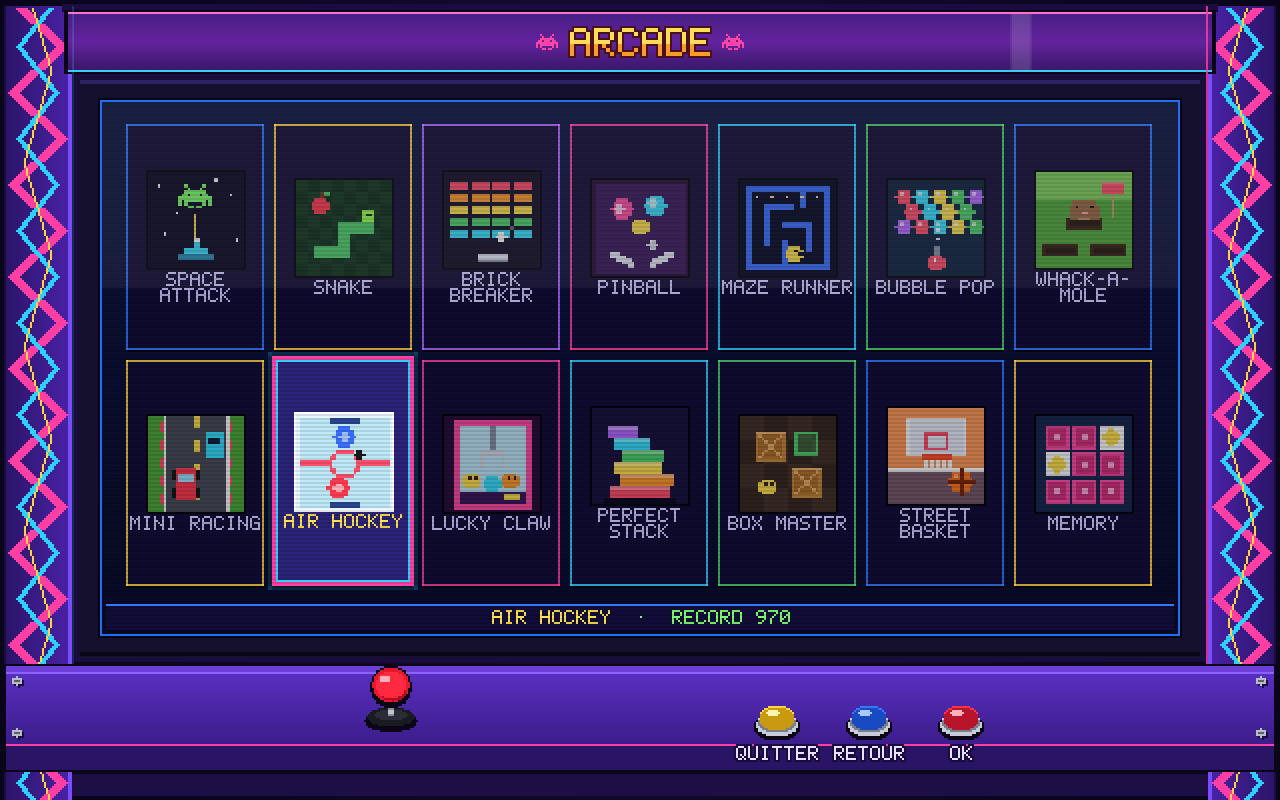 ARCADE
SPACE
ATTACK
SNAKE
BRICK
BREAKER
PINBALL
MAZE RUNNER
BUBBLE POP
WHACK-A-
MOLE
MINI RACING
AIR HOCKEY
LUCKY CLAW
PERFECT
STACK
BOX MASTER
STREET
BASKET
MEMORY
AIR HOCKEY · RECORD 970
QUITTER RETOUR OK